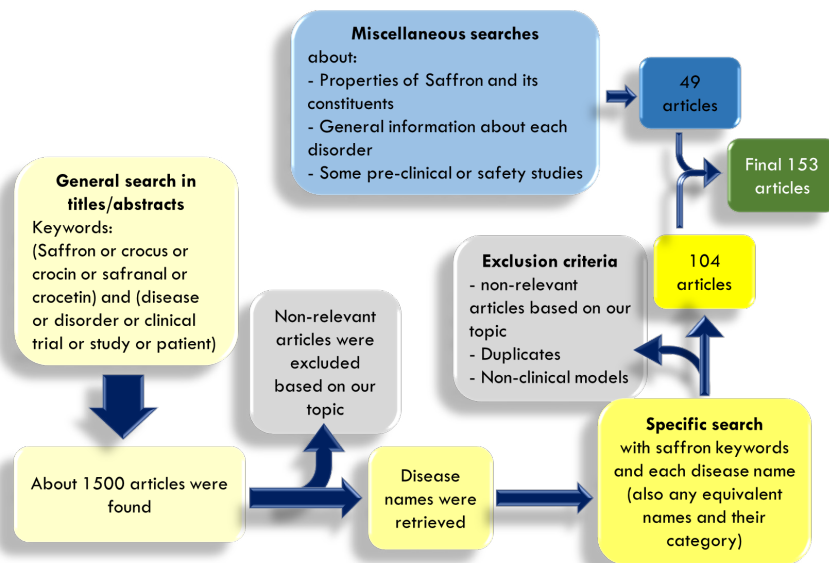 Miscellaneous searches
about:
- Properties of Saffron and its
constituents
- General information about each
disorder
- Some pre-clinical or safety studies
49
articles
Final 153
articles
General search in
titles/abstracts
Keywords:
(Saffron or crocus or
crocin or safranal or
crocetin) and (disease
or disorder or clinical
trial or study or patient)
Non-relevant
articles were
excluded
based on our
topic
Exclusion criteria
- non-relevant
articles based on our
topic
- Duplicates
- Non-clinical models
104
articles
About 1500 articles were
found
Disease
names were
retrieved
Specific search
with saffron keywords
and each disease name
(also any equivalent
names and their
category)